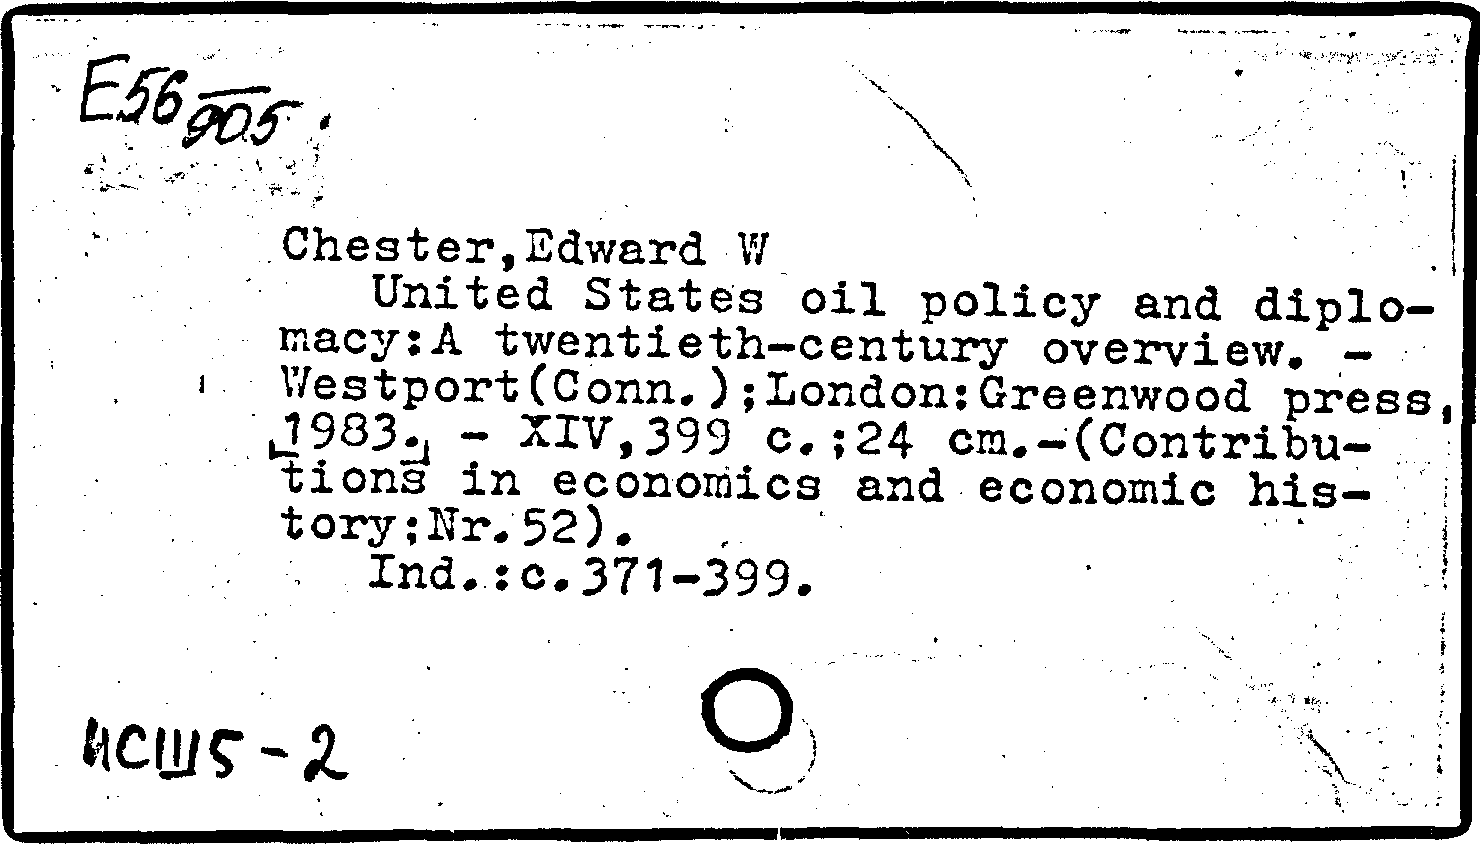 E56
905
Chester,Edward W
United States oil policy and diplo-
macy:A twentieth-century overview. -
Westport(Conn.);London:Greenwood press,
[1983.] - XIV,399 c.;24 cm.-(Contribu-
tions in economics and economic his-
tory;Nr.52).
Ind.:c.371-399.
ИСШ5-2